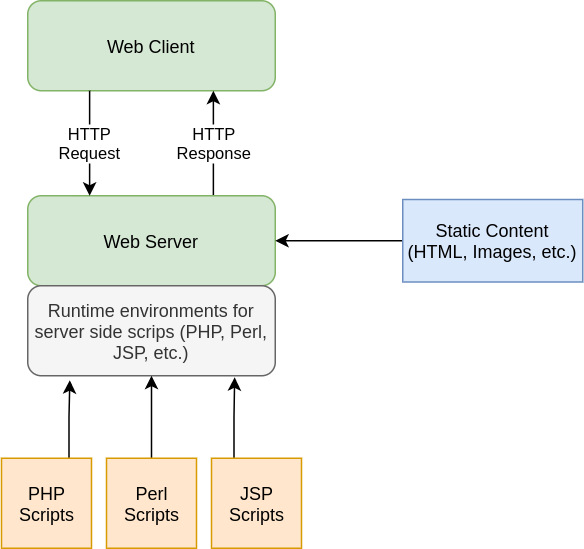 Web Client
HTTP
Request
HTTP
Response
Web Server
Static Content
(HTML, Images, etc.)
Runtime environments for
server side scrips (PHP, Perl,
JSP, etc.)
PHP
Scripts
Perl
Scripts
JSP
Scripts